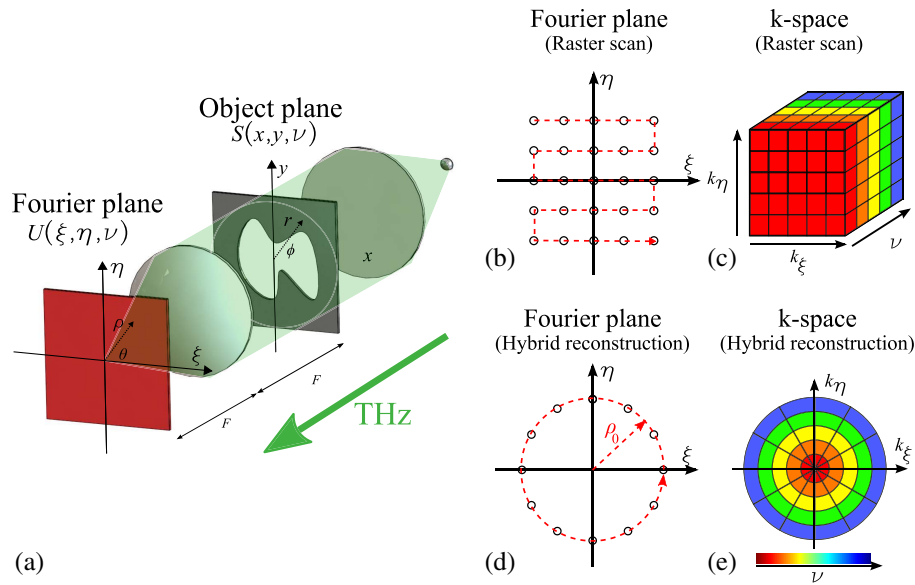 Object plane
S(x,y,ν)
y
r
ϕ
x
Fourier plane
U(ξ,η,ν)
η
ρ
θ
ξ
F
F
THz
(a)
Fourier plane
(Raster scan)
η
ξ
(b)
k-space
(Raster scan)
kη
kξ
ν
(c)
Fourier plane
(Hybrid reconstruction)
η
ρ0
ξ
(d)
k-space
(Hybrid reconstruction)
kη
kξ
ν
(e)